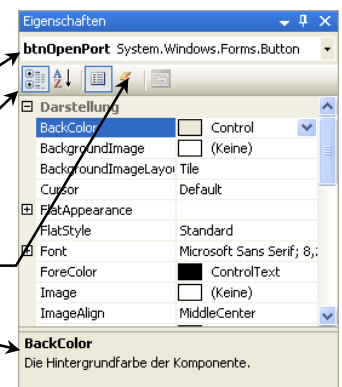 Eigenschaften
btnOpenPort System.Windows.Forms.Button
Darstellung
BackColor Control
BackgroundImage (Keine)
BackgroundImageLayou Tile
Cursor Default
FlatAppearance
FlatStyle Standard
Font Microsoft Sans Serif; 8,
ForeColor ControlText
Image (Keine)
ImageAlign MiddleCenter
BackColor
Die Hintergrundfarbe der Komponente.